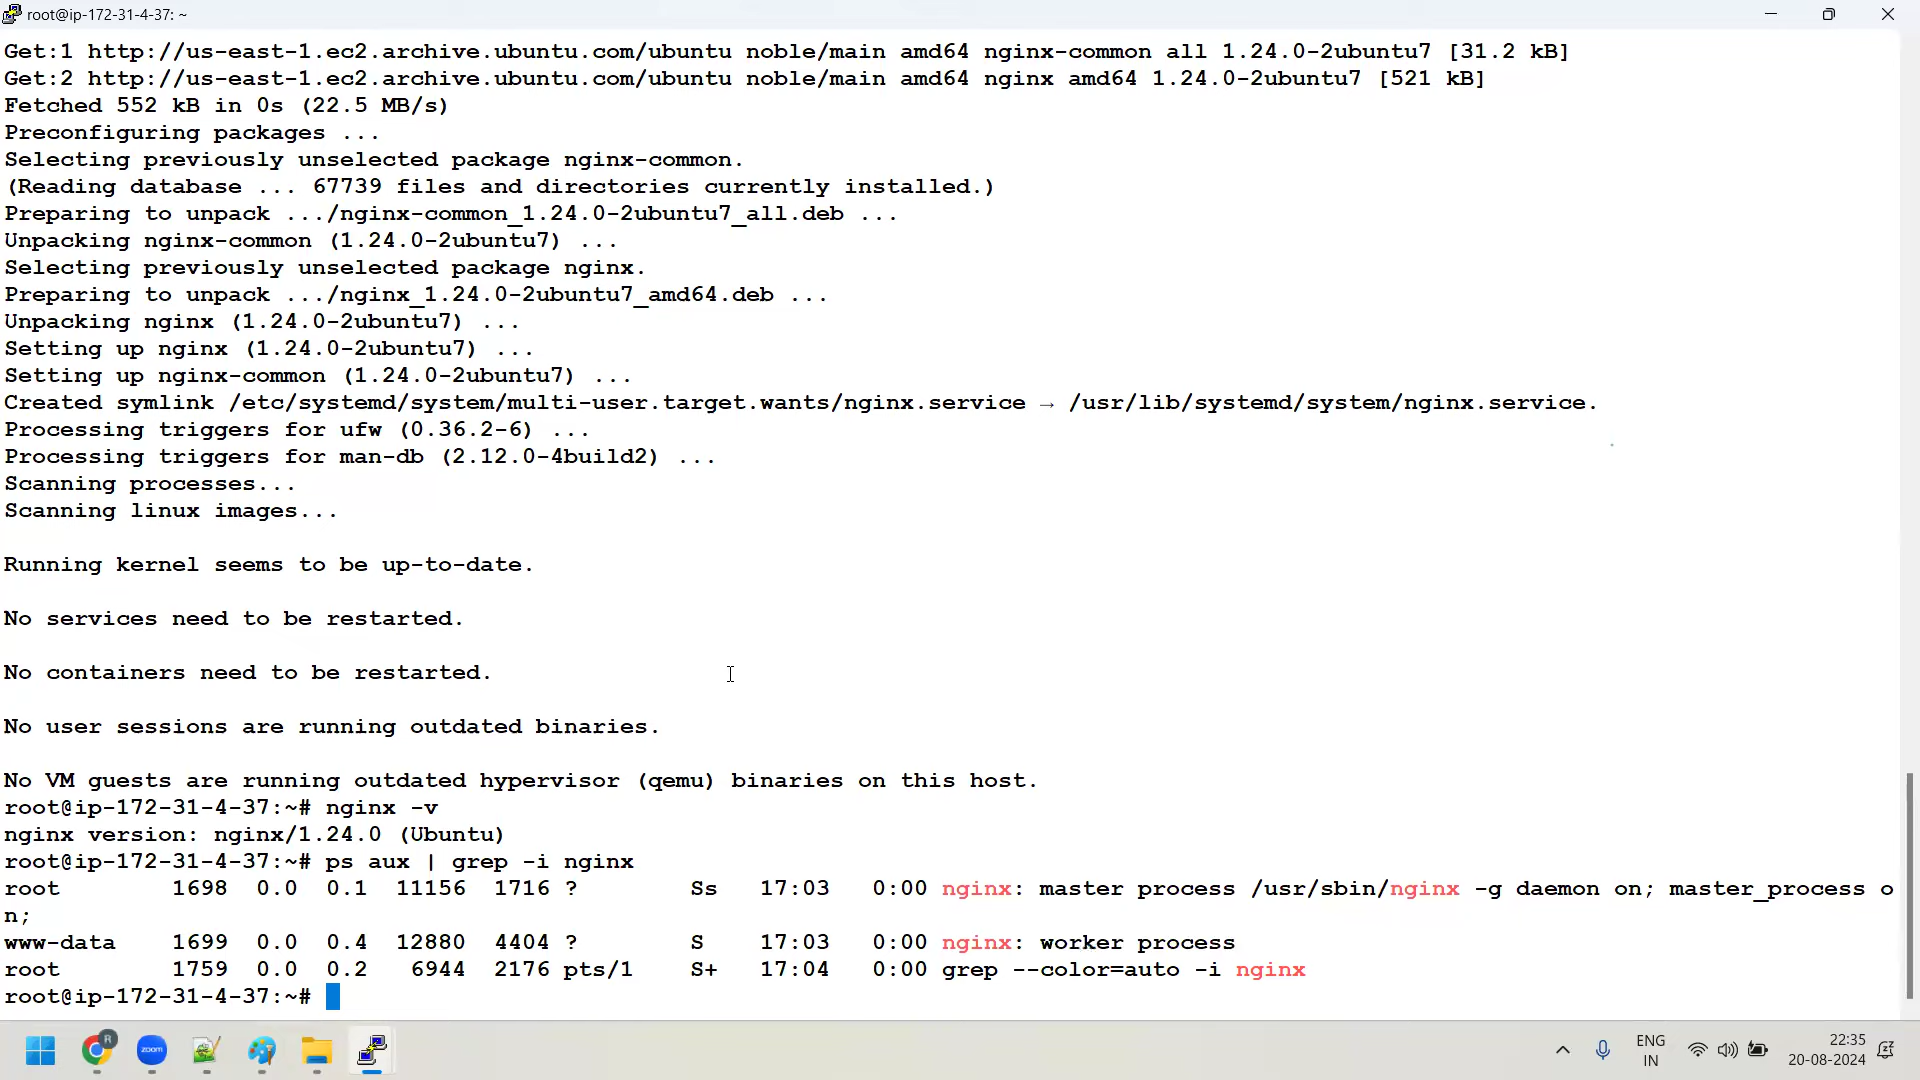 root@ip-172-31-4-37: ~
Get:1 http://us-east-1.ec2.archive.ubuntu.com/ubuntu noble/main amd64 nginx-common all 1.24.0-2ubuntu7 [31.2 kB]
Get:2 http://us-east-1.ec2.archive.ubuntu.com/ubuntu noble/main amd64 nginx amd64 1.24.0-2ubuntu7 [521 kB]
Fetched 552 kB in 0s (22.5 MB/s)
Preconfiguring packages ...
Selecting previously unselected package nginx-common.
(Reading database ... 67739 files and directories currently installed.)
Preparing to unpack .../nginx-common_1.24.0-2ubuntu7_all.deb ...
Unpacking nginx-common (1.24.0-2ubuntu7) ...
Selecting previously unselected package nginx.
Preparing to unpack .../nginx_1.24.0-2ubuntu7_amd64.deb ...
Unpacking nginx (1.24.0-2ubuntu7) ...
Setting up nginx (1.24.0-2ubuntu7) ...
Setting up nginx-common (1.24.0-2ubuntu7) ...
Created symlink /etc/systemd/system/multi-user.target.wants/nginx.service → /usr/lib/systemd/system/nginx.service.
Processing triggers for ufw (0.36.2-6) ...
Processing triggers for man-db (2.12.0-4build2) ...
Scanning processes...
Scanning linux images...
Running kernel seems to be up-to-date.
No services need to be restarted.
No containers need to be restarted.
No user sessions are running outdated binaries.
No VM guests are running outdated hypervisor (qemu) binaries on this host.
root@ip-172-31-4-37:~# nginx -v
nginx version: nginx/1.24.0 (Ubuntu)
root@ip-172-31-4-37:~# ps aux | grep -i nginx
root        1698  0.0  0.1  11156  1716 ?        Ss   17:03   0:00 nginx: master process /usr/sbin/nginx -g daemon on; master_process o
n;
www-data    1699  0.0  0.4  12880  4404 ?        S    17:03   0:00 nginx: worker process
root        1759  0.0  0.2   6944  2176 pts/1    S+   17:04   0:00 grep --color=auto -i nginx
root@ip-172-31-4-37:~#
R
zoom
ENG
IN
22:35
20-08-2024